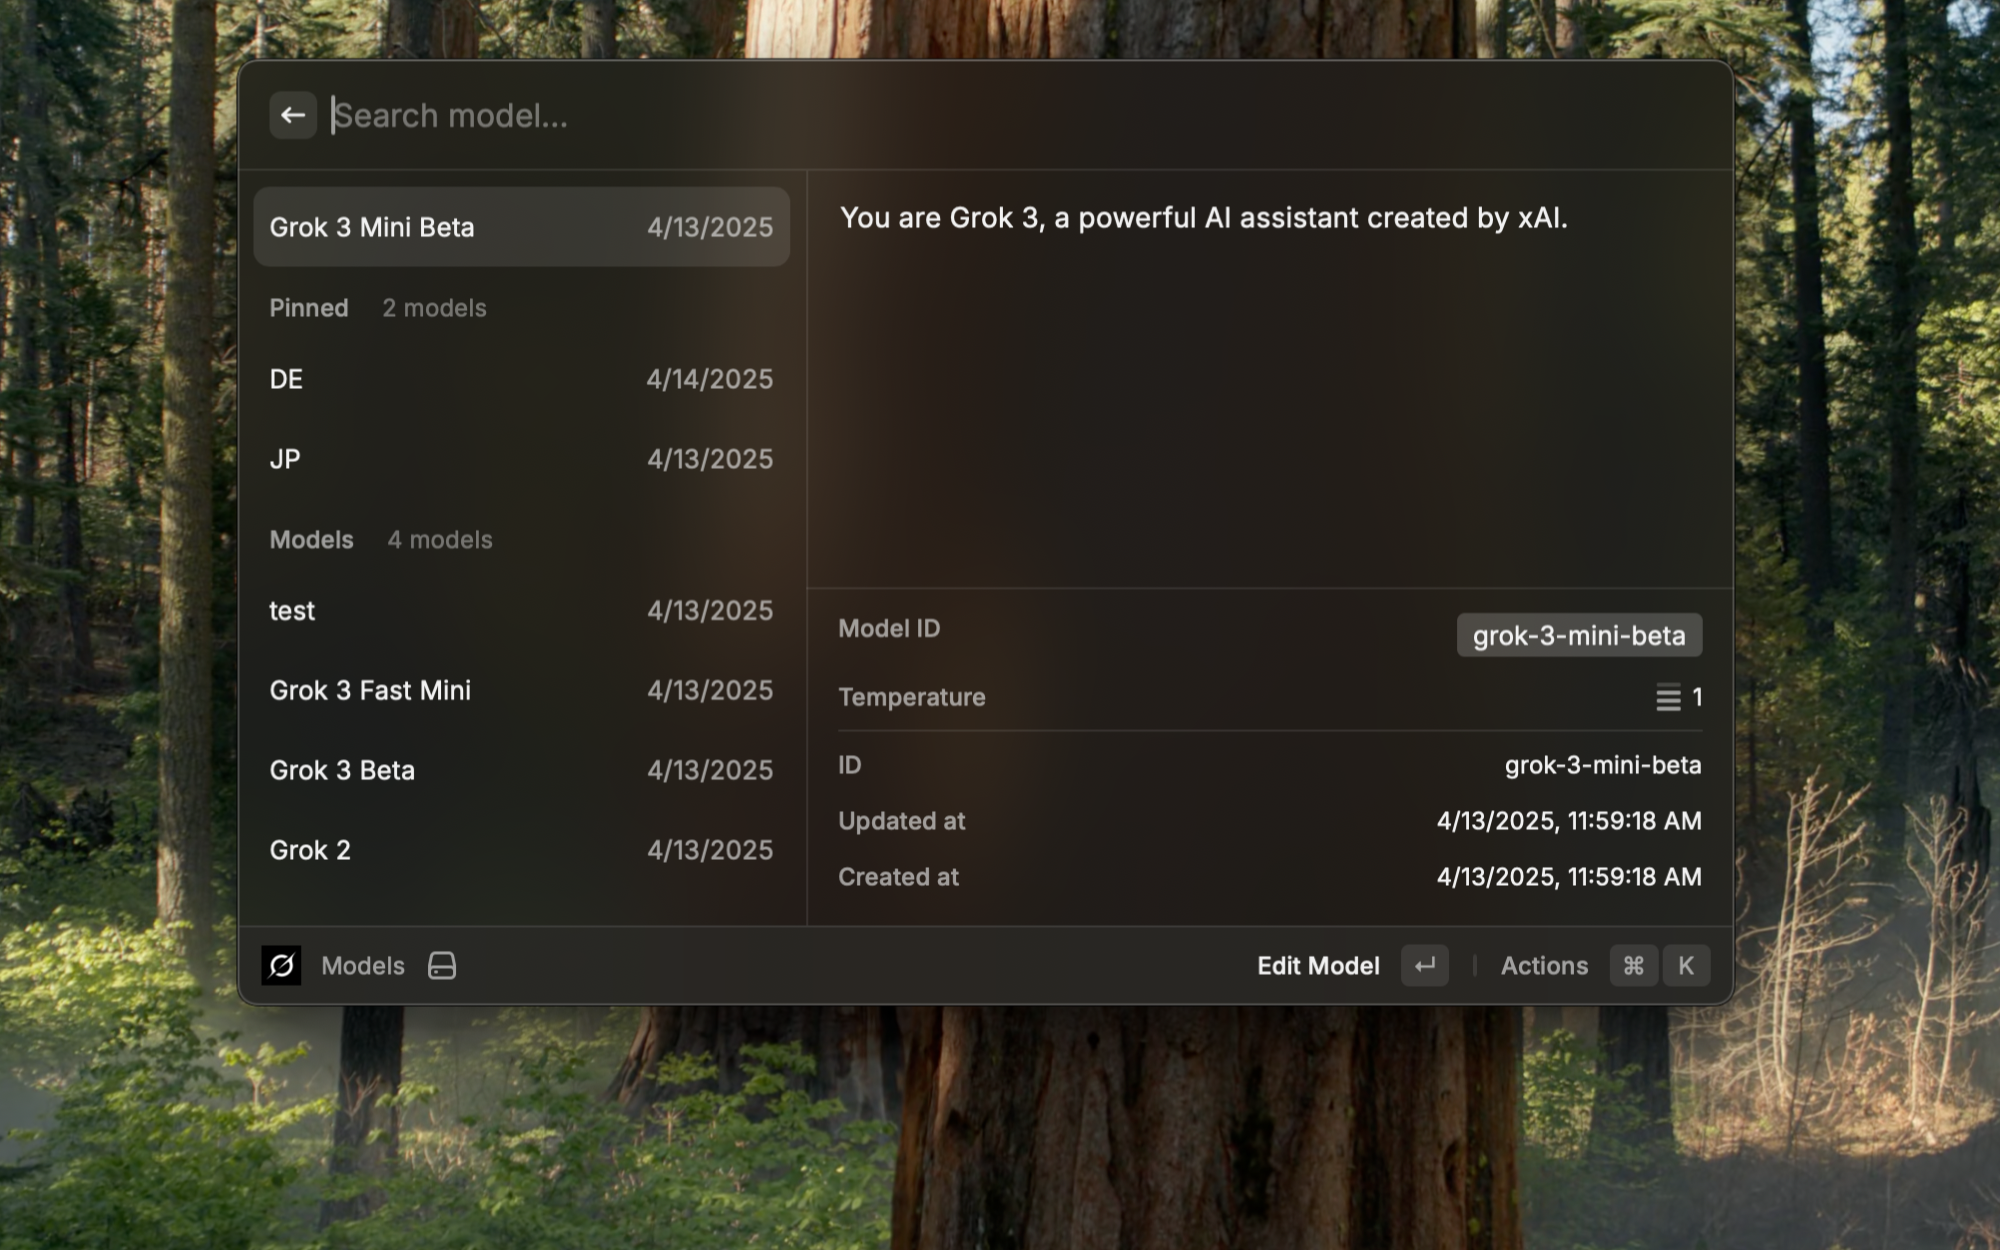 Search model...
Grok 3 Mini Beta 4/13/2025
Pinned 2 models
DE 4/14/2025
JP 4/13/2025
Models 4 models
test 4/13/2025
Grok 3 Fast Mini 4/13/2025
Grok 3 Beta 4/13/2025
Grok 2 4/13/2025
You are Grok 3, a powerful AI assistant created by xAI.
Model ID grok-3-mini-beta
Temperature 1
ID grok-3-mini-beta
Updated at 4/13/2025, 11:59:18 AM
Created at 4/13/2025, 11:59:18 AM
Models Edit Model ↵ Actions ⌘ K